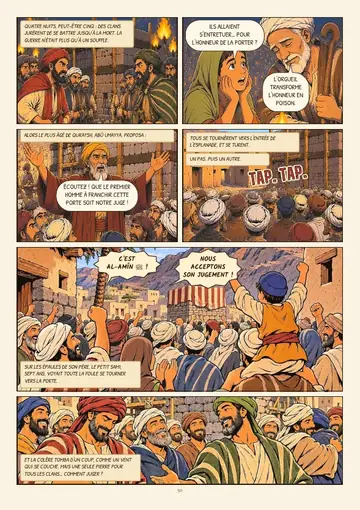 QUATRE NUITS, PEUT-ÊTRE CINQ : DES CLANS
JURÈRENT DE SE BATTRE JUSQU'À LA MORT. LA
GUERRE N'ÉTAIT PLUS QU'À UN SOUFFLE.
ILS ALLAIENT
S'ENTRETUER... POUR
L'HONNEUR DE LA PORTER ?
L'ORGUEIL
TRANSFORME
L'HONNEUR EN
POISON
ALORS LE PLUS ÂGÉ DE QURAYSH, ABÛ UMAYYA, PROPOSA :
ÉCOUTEZ ! QUE LE PREMIER
HOMME À FRANCHIR CETTE
PORTE SOIT NOTRE JUGE !
TOUS SE TOURNÈRENT VERS L'ENTRÉE DE
L'ESPLANADE, ET SE TURENT.
UN PAS. PUIS UN AUTRE.
TAP. TAP.
C'EST
AL-AMÎN ﷺ !
NOUS
ACCEPTONS
SON JUGEMENT !
SUR LES ÉPAULES DE SON PÈRE, LE PETIT SAMI,
SEPT ANS, VOYAIT TOUTE LA FOULE SE TOURNER
VERS LA PORTE.
ET LA COLÈRE TOMBA D'UN COUP, COMME UN VENT
QUI SE COUCHE, MAIS UNE SEULE PIERRE POUR
TOUS LES CLANS... COMMENT JUGER ?